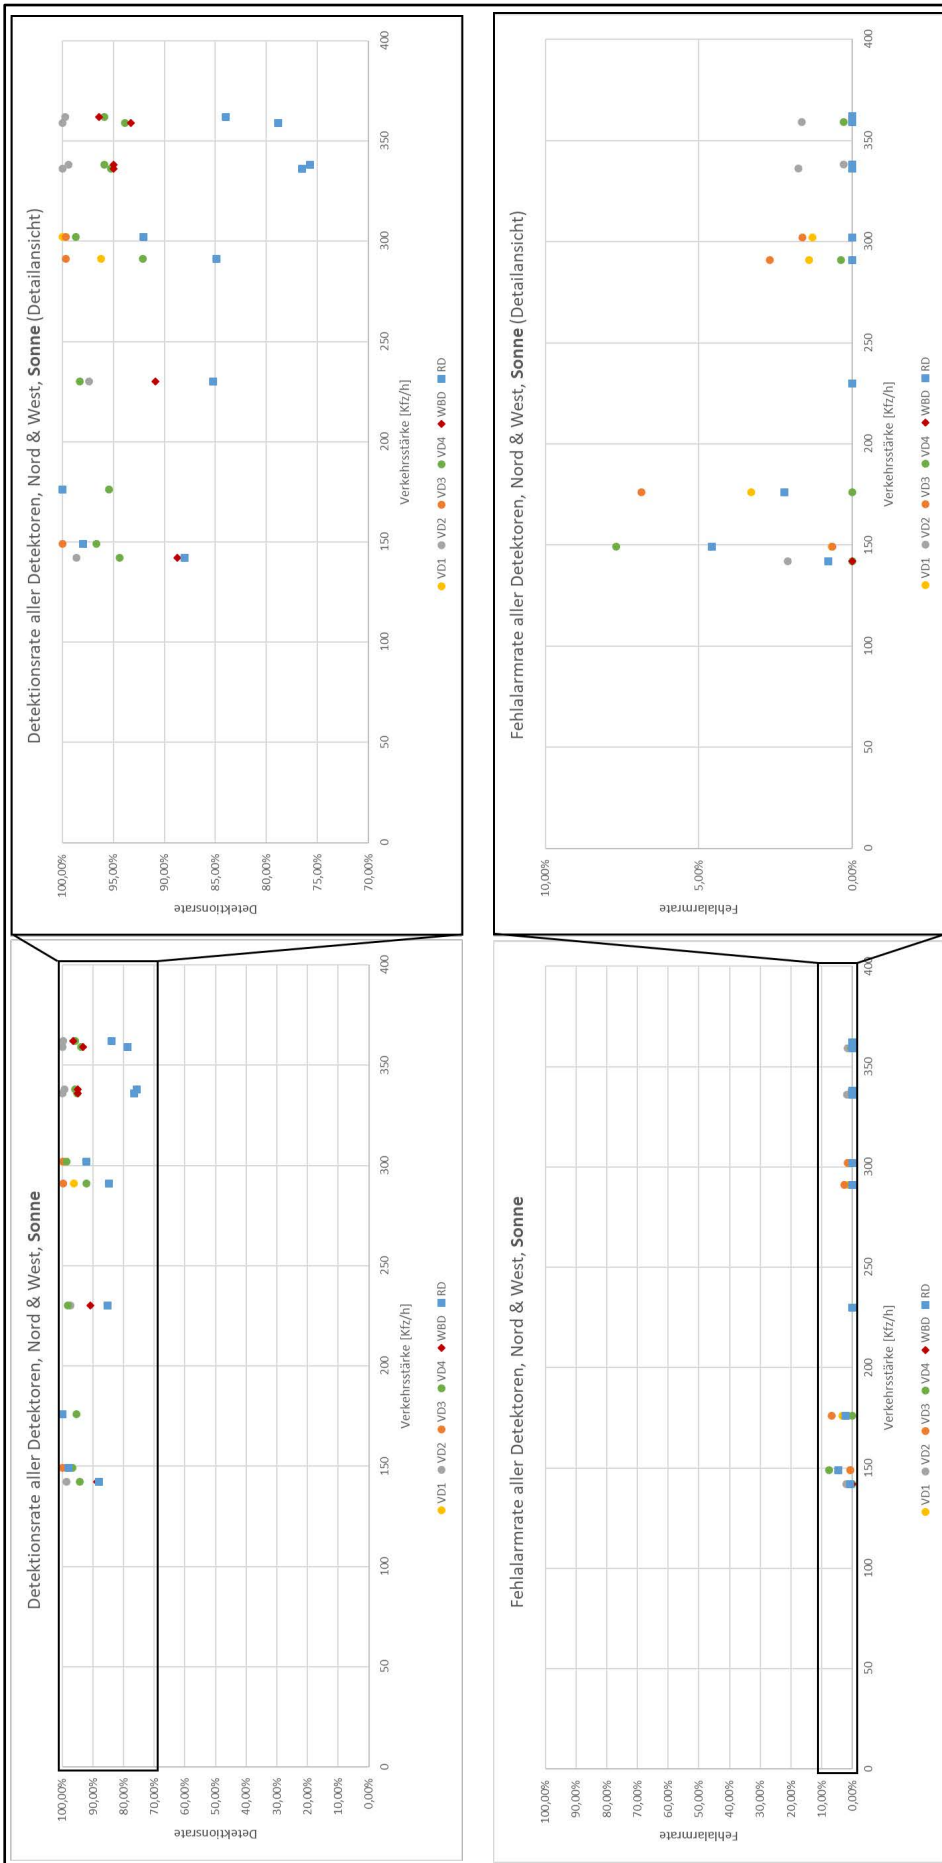 Detektionsrate aller Detektoren, Nord & West, Sonne
Detektionsrate
100,00%
90,00%
80,00%
70,00%
60,00%
50,00%
40,00%
30,00%
20,00%
10,00%
0,00%
0 50 100 150 200 250 300 350 400
Verkehrsstärke [Kfz/h]
VD1 VD2 VD3 VD4 WBD RD
Detektionsrate aller Detektoren, Nord & West, Sonne (Detailansicht)
Detektionsrate
100,00%
95,00%
90,00%
85,00%
80,00%
75,00%
70,00%
0 50 100 150 200 250 300 350 400
Verkehrsstärke [Kfz/h]
VD1 VD2 VD3 VD4 WBD RD
Fehlalarmrate aller Detektoren, Nord & West, Sonne
Fehlalarmrate
100,00%
90,00%
80,00%
70,00%
60,00%
50,00%
40,00%
30,00%
20,00%
10,00%
0,00%
0 50 100 150 200 250 300 350 400
Verkehrsstärke [Kfz/h]
VD1 VD2 VD3 VD4 WBD RD
Fehlalarmrate aller Detektoren, Nord & West, Sonne (Detailansicht)
Fehlalarmrate
10,00%
5,00%
0,00%
0 50 100 150 200 250 300 350 400
Verkehrsstärke [Kfz/h]
VD1 VD2 VD3 VD4 WBD RD